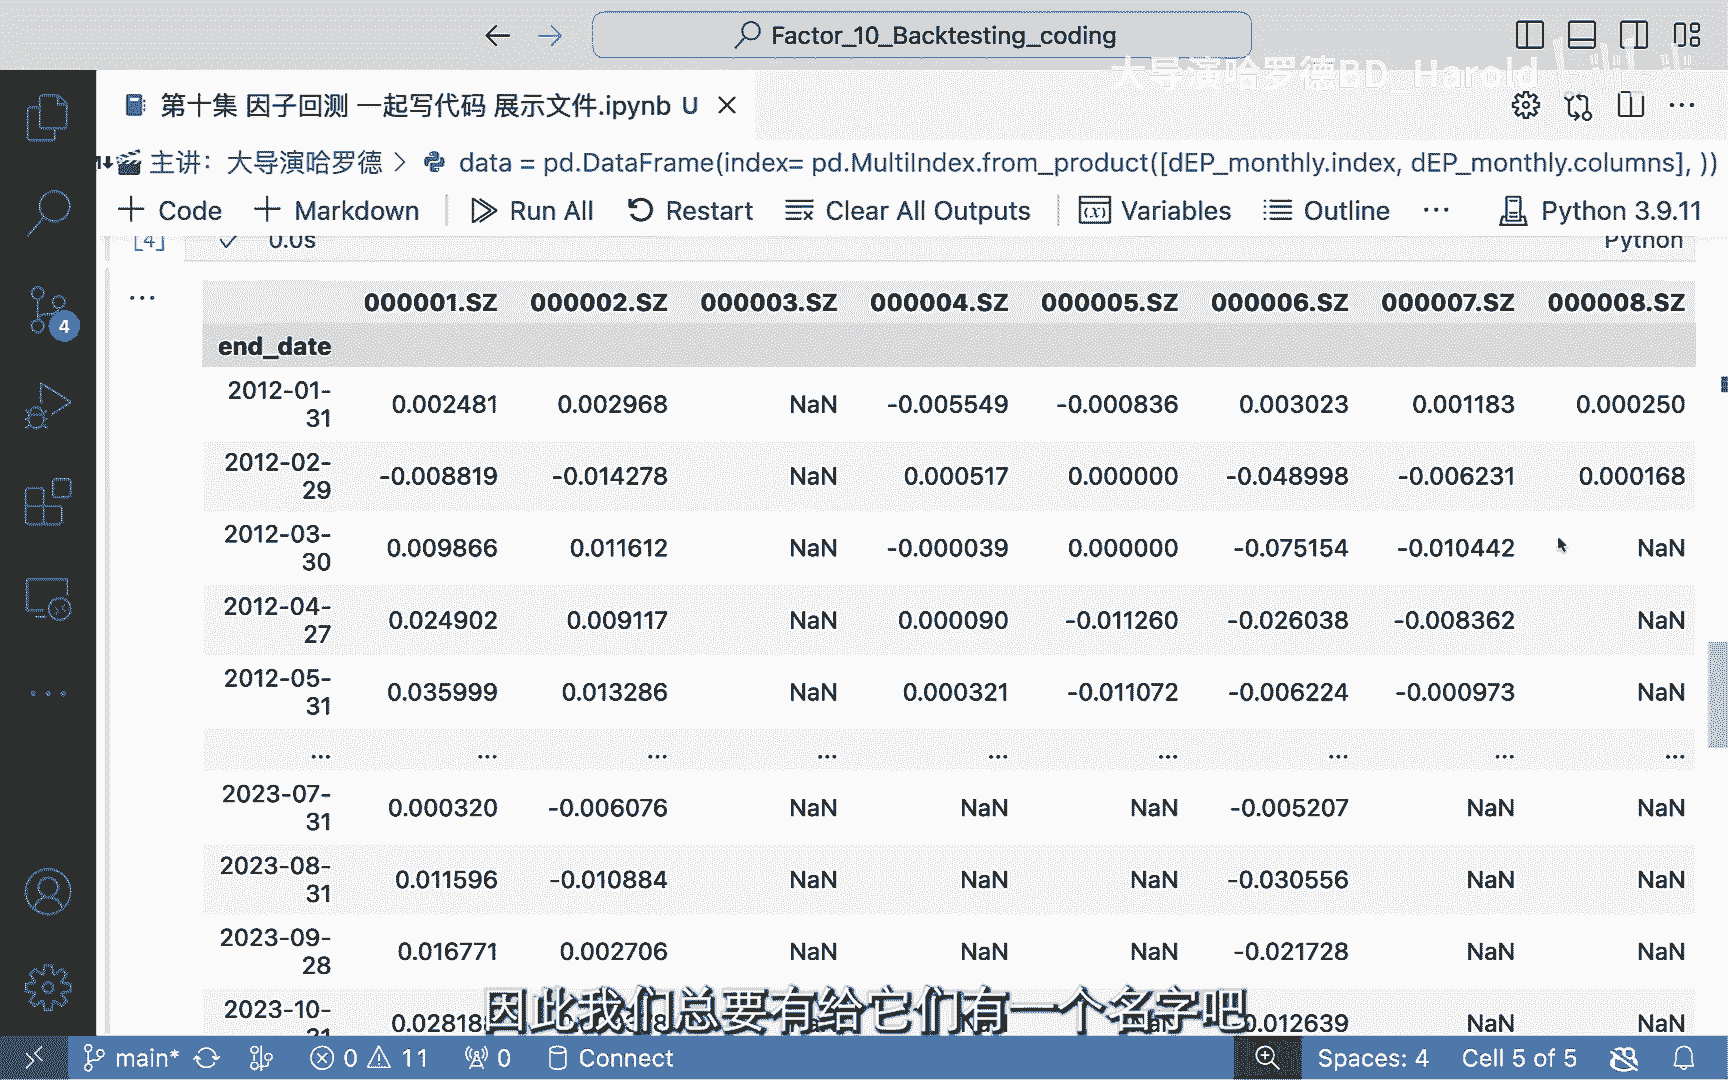 Factor_10_Backtesting_coding
大导演哈罗德BD_Harold
第十集 因子回测 一起写代码 展示文件.ipynb U
主讲：大导演哈罗德 > data = pd.DataFrame(index= pd.MultiIndex.from_product([dEP_monthly.index, dEP_monthly.columns], ))
+ Code + Markdown Run All Restart Clear All Outputs Variables Outline ... Python 3.9.11
[4] 0.0s Python
...
000001.SZ 000002.SZ 000003.SZ 000004.SZ 000005.SZ 000006.SZ 000007.SZ 000008.SZ
end_date
2012-01-31 0.002481 0.002968 NaN -0.005549 -0.000836 0.003023 0.001183 0.000250
2012-02-29 -0.008819 -0.014278 NaN 0.000517 0.000000 -0.048998 -0.006231 0.000168
2012-03-30 0.009866 0.011612 NaN -0.000039 0.000000 -0.075154 -0.010442 NaN
2012-04-27 0.024902 0.009117 NaN 0.000090 -0.011260 -0.026038 -0.008362 NaN
2012-05-31 0.035999 0.013286 NaN 0.000321 -0.011072 -0.006224 -0.000973 NaN
... ... ... ... ... ... ... ... ...
2023-07-31 0.000320 -0.006076 NaN NaN NaN -0.005207 NaN NaN
2023-08-31 0.011596 -0.010884 NaN NaN NaN -0.030556 NaN NaN
2023-09-28 0.016771 0.002706 NaN NaN NaN -0.021728 NaN NaN
2023-10- NaN NaN
因此我们总要有给它们有一个名字吧
main* 0 11 0 Connect Spaces: 4 Cell 5 of 5
4